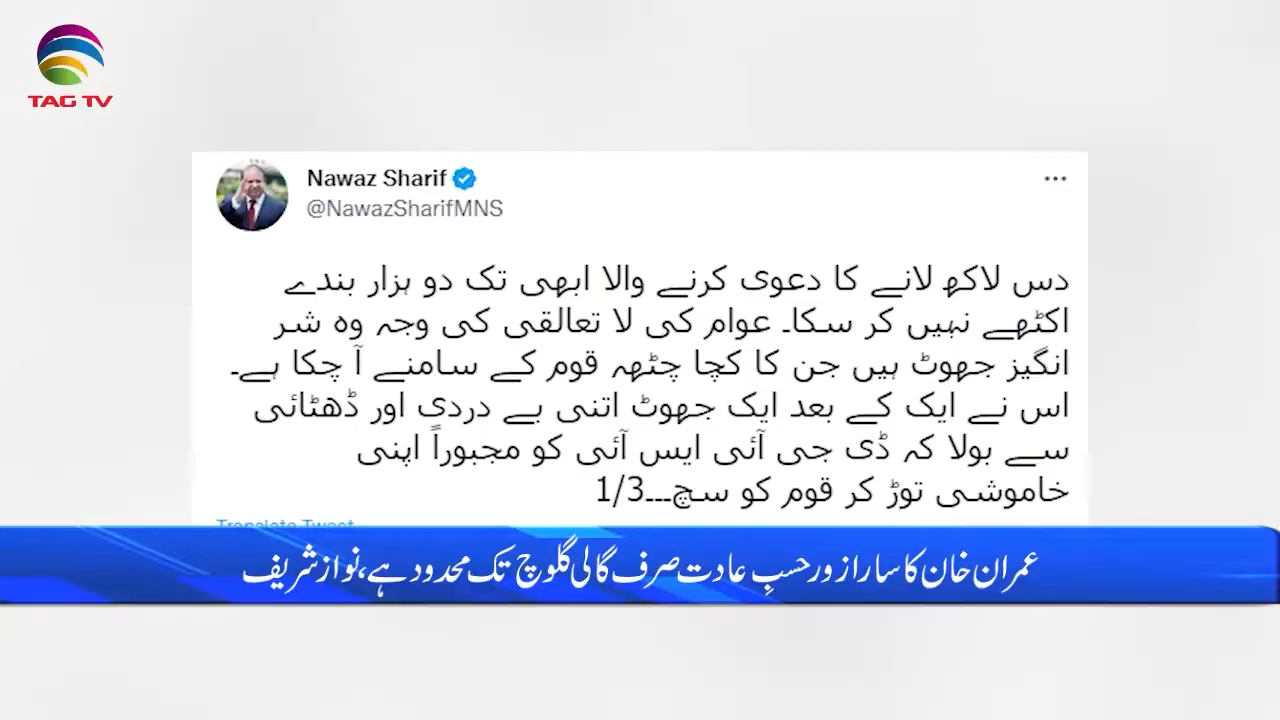 TAG TV
Nawaz Sharif
@NawazSharifMNS
دس لاکھ لانے کا دعوی کرنے والا ابھی تک دو ہزار بندے
اکٹھے نہیں کر سکا۔ عوام کی لا تعالقی کی وجہ وہ شر
انگیز جھوٹ ہیں جن کا کچا چٹھہ قوم کے سامنے آ چکا ہے۔
اس نے ایک کے بعد ایک جھوٹ اتنی بے دردی اور ڈھٹائی
سے بولا کہ ڈی جی آئی ایس آئی کو مجبوراً اپنی
خاموشی توڑ کر قوم کو سچ۔۔۔1/3
Translate Tweet
عمران خان کا سارا زور حسبِ عادت صرف گالی گلوچ تک محدود ہے، نواز شریف